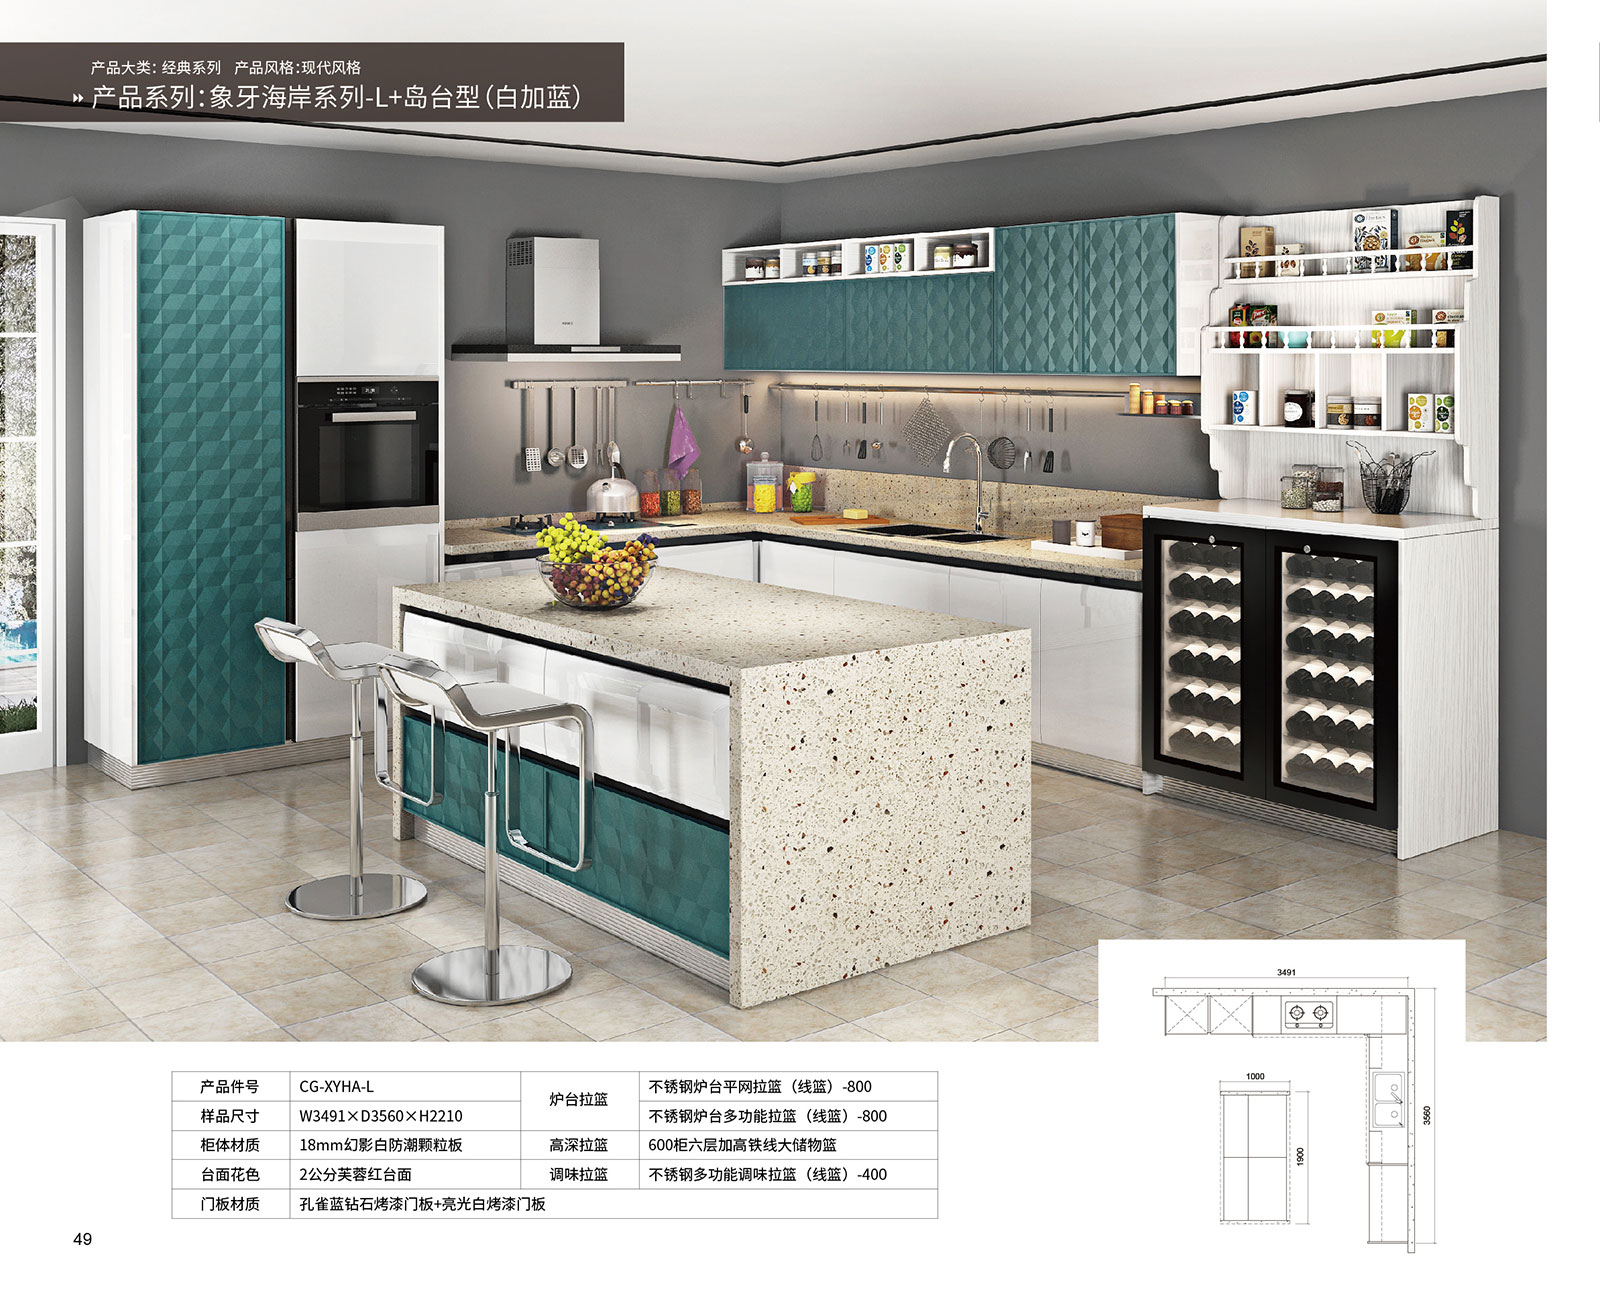 产品大类：经典系列　产品风格：现代风格
产品系列：象牙海岸系列-L+岛台型（白加蓝）
3491
1000
1900
3560
产品件号 CG-XYHA-L 炉台拉篮 不锈钢炉台平网拉篮（线篮）-800
样品尺寸 W3491×D3560×H2210 不锈钢炉台多功能拉篮（线篮）-800
柜体材质 18mm幻影白防潮颗粒板 高深拉篮 600柜六层加高铁线大储物篮
台面花色 2公分芙蓉红台面 调味拉篮 不锈钢多功能调味拉篮（线篮）-400
门板材质 孔雀蓝钻石烤漆门板+亮光白烤漆门板
49